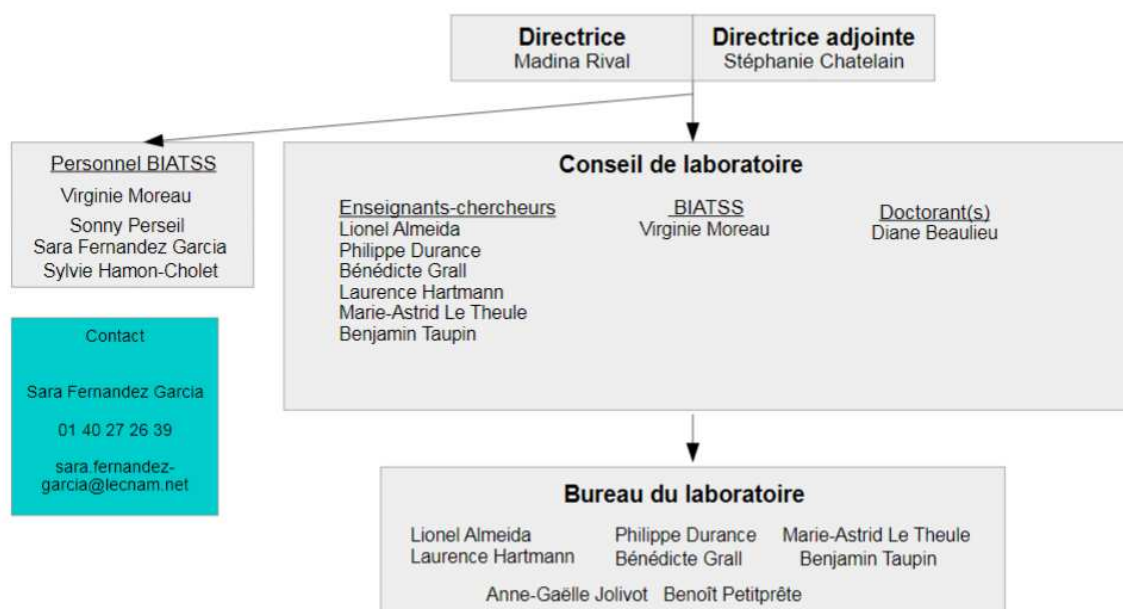 Directrice
Madina Rival
Directrice adjointe
Stéphanie Chatelain
Personnel BIATSS
Virginie Moreau
Sonny Perseil
Sara Fernandez Garcia
Sylvie Hamon-Cholet
Conseil de laboratoire
Enseignants-chercheurs
Lionel Almeida
Philippe Durance
Bénédicte Grall
Laurence Hartmann
Marie-Astrid Le Theule
Benjamin Taupin
BIATSS
Virginie Moreau
Doctorant(s)
Diane Beaulieu
Contact
Sara Fernandez Garcia
01 40 27 26 39
sara.fernandez-
garcia@lecnam.net
Bureau du laboratoire
Lionel Almeida Philippe Durance Marie-Astrid Le Theule
Laurence Hartmann Bénédicte Grall Benjamin Taupin
Anne-Gaëlle Jolivot Benoît Petitprête